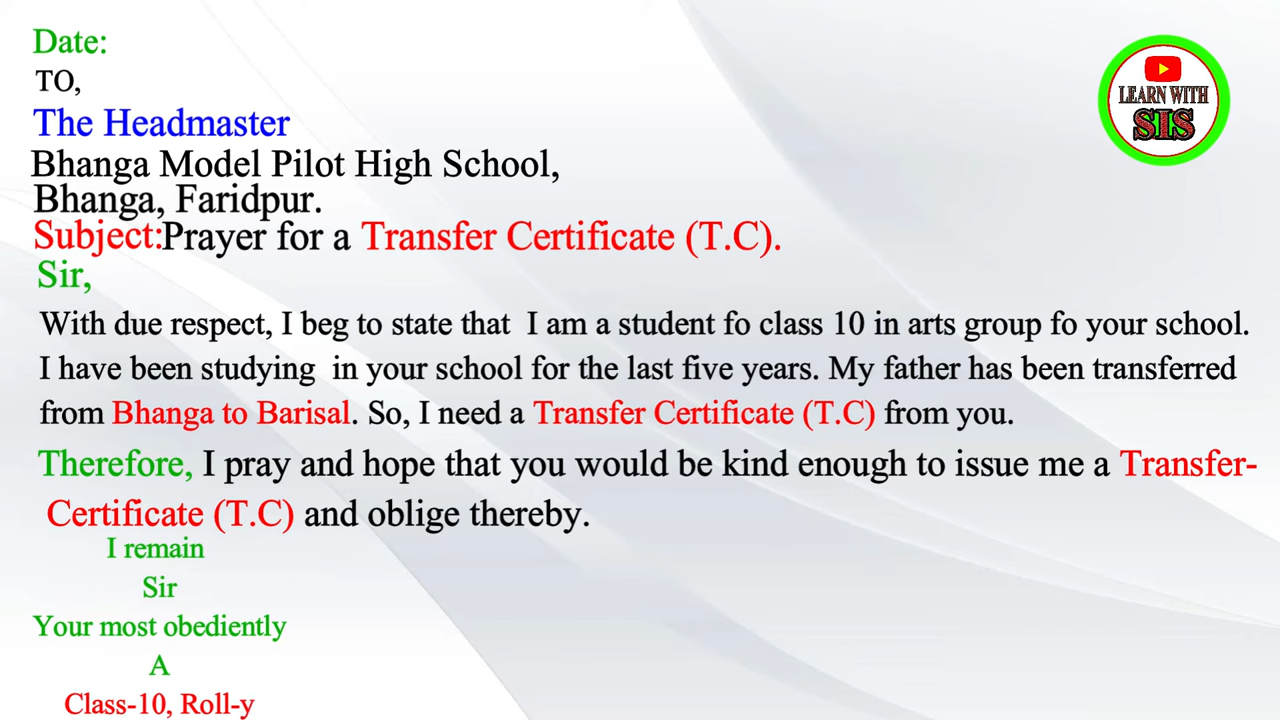 Date:
TO,
The Headmaster
Bhanga Model Pilot High School,
Bhanga, Faridpur.
Subject:Prayer for a Transfer Certificate (T.C).
Sir,
With due respect, I beg to state that I am a student fo class 10 in arts group fo your school.
I have been studying in your school for the last five years. My father has been transferred
from Bhanga to Barisal. So, I need a Transfer Certificate (T.C) from you.
Therefore, I pray and hope that you would be kind enough to issue me a Transfer-
Certificate (T.C) and oblige thereby.
I remain
Sir
Your most obediently
A
Class-10, Roll-y
LEARN WITH
SIS